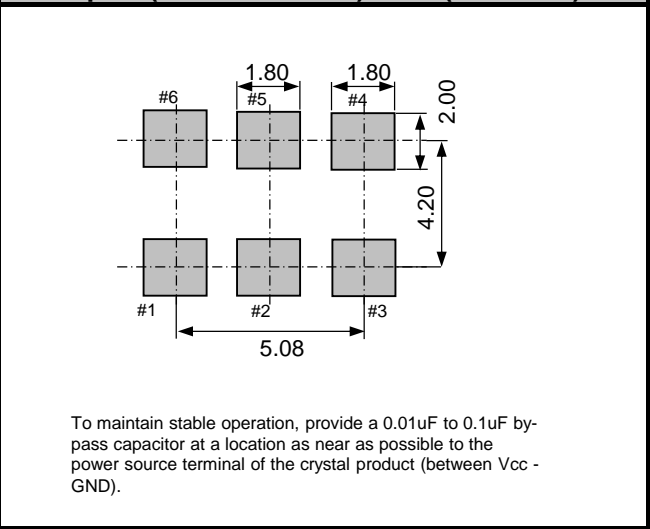 1.80 1.80
#6 #5 #4
2.00
4.20
#1 #2 #3
5.08
To maintain stable operation, provide a 0.01uF to 0.1uF by-
pass capacitor at a location as near as possible to the
power source terminal of the crystal product (between Vcc -
GND).